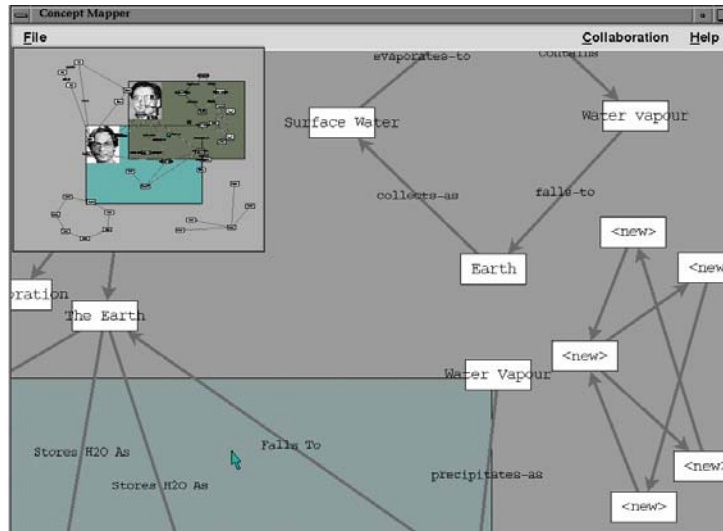 Concept Mapper
File
Collaboration
Help
evaporates-to
contains
Surface Water
Water vapour
collects-as
falls-to
<new>
Earth
<new>
oration
The Earth
<new>
Water Vapour
Falls To
Stores H2O As
<new>
precipitates-as
Stores H2O As
<new>